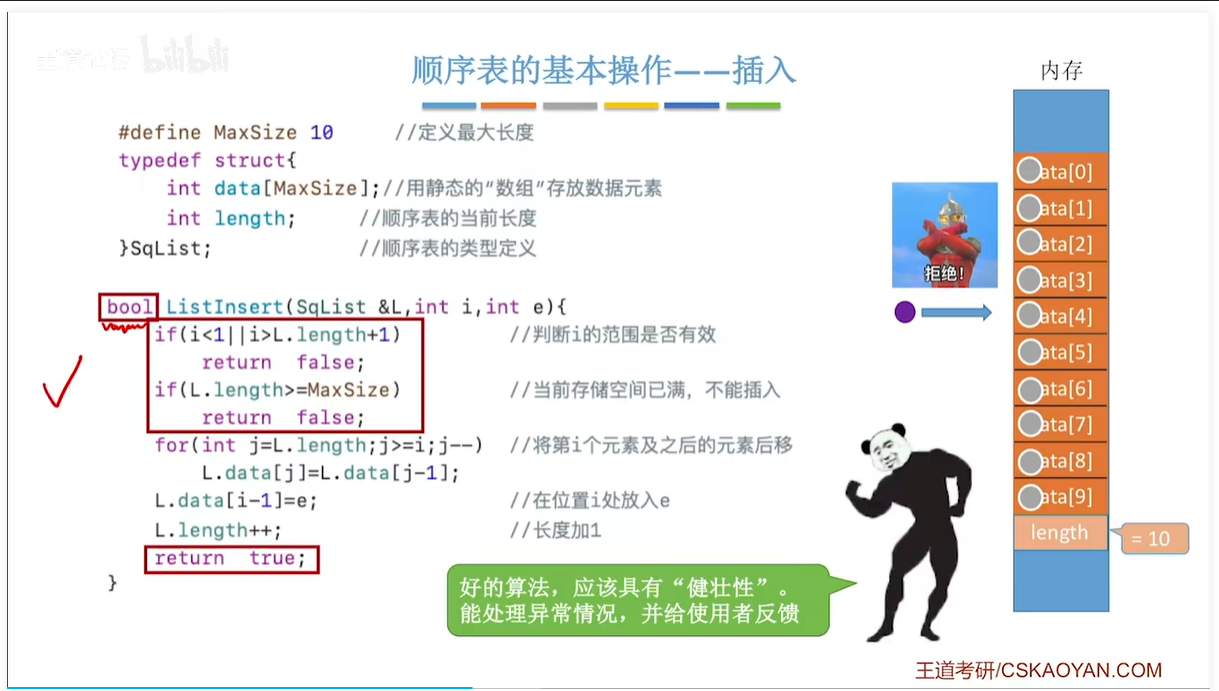 bilibili
顺序表的基本操作——插入
内存
#define MaxSize 10 //定义最大长度
typedef struct{
int data[MaxSize];//用静态的“数组”存放数据元素
int length; //顺序表的当前长度
}SqList; //顺序表的类型定义
bool ListInsert(SqList &L,int i,int e){
if(i<1||i>L.length+1) //判断i的范围是否有效
return false;
if(L.length>=MaxSize) //当前存储空间已满，不能插入
return false;
for(int j=L.length;j>=i;j--) //将第i个元素及之后的元素后移
L.data[j]=L.data[j-1];
L.data[i-1]=e; //在位置i处放入e
L.length++; //长度加1
return true;
}
拒绝！
ata[0]
ata[1]
ata[2]
ata[3]
ata[4]
ata[5]
ata[6]
ata[7]
ata[8]
ata[9]
length
= 10
好的算法，应该具有“健壮性”。
能处理异常情况，并给使用者反馈
王道考研/CSKAOYAN.COM